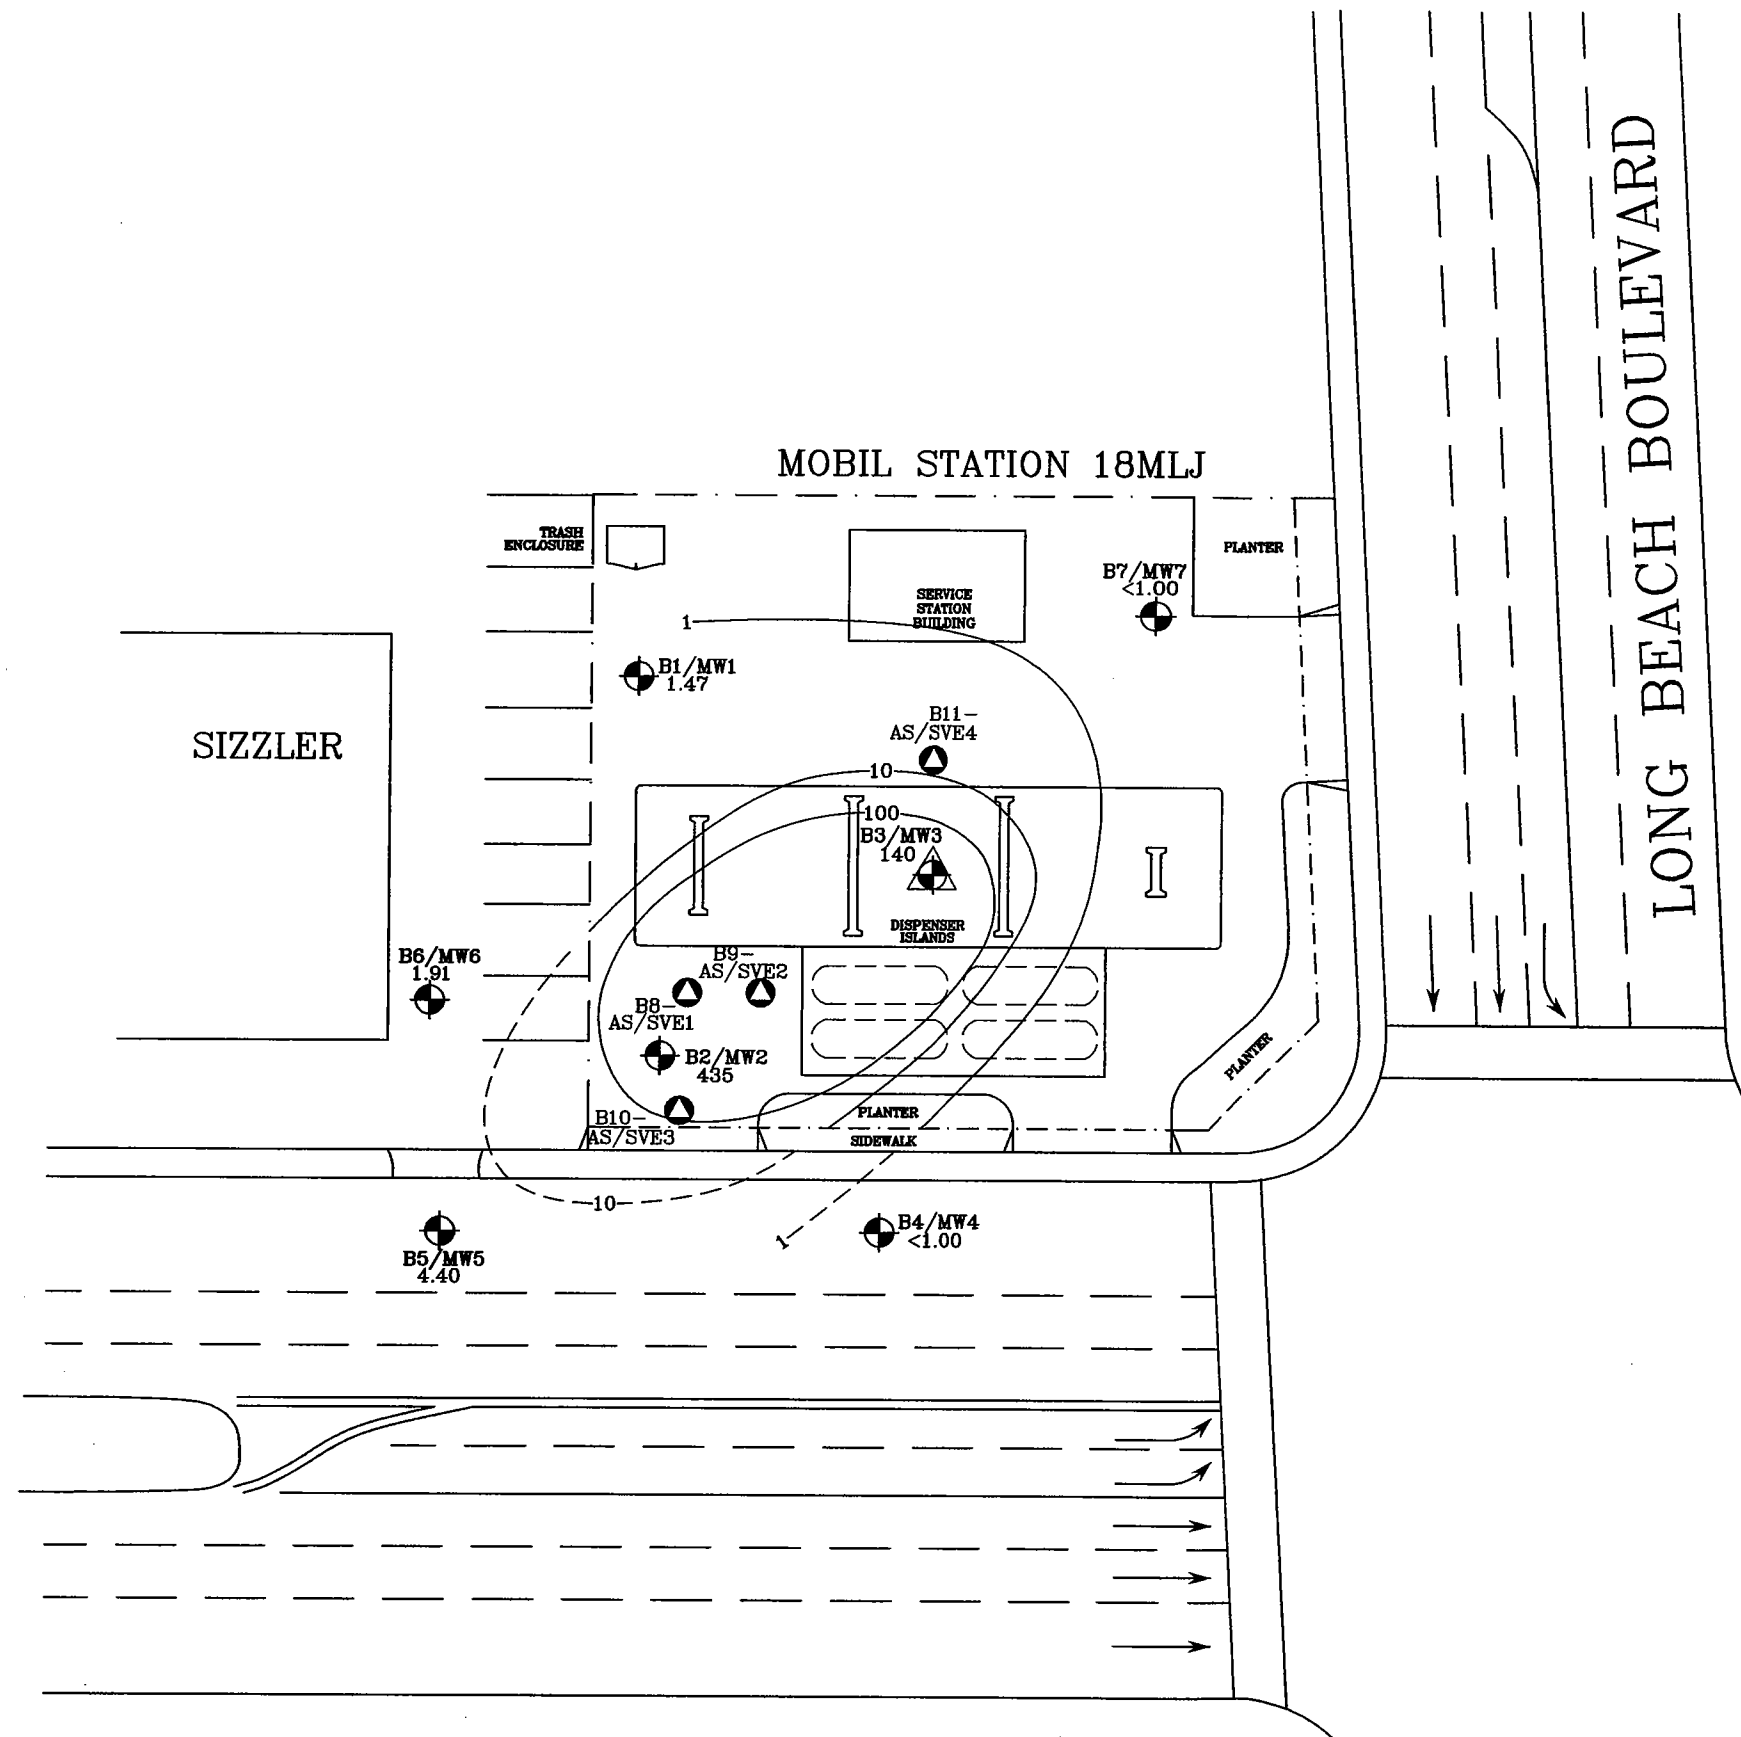 LONG BEACH BOULEVARD
MOBIL STATION 18MLJ
TRASH
ENCLOSURE
PLANTER
SERVICE
STATION
BUILDING
B7/MW7
<1.00
1
B1/MW1
1.47
SIZZLER
B11-
AS/SVE4
10
100
B3/MW3
140
DISPENSER
ISLANDS
B6/MW6
1.91
B9-
AS/SVE2
B8-
AS/SVE1
B2/MW2
435
PLANTER
B10-
AS/SVE3
PLANTER
SIDEWALK
10
1
B4/MW4
<1.00
B5/MW5
4.40